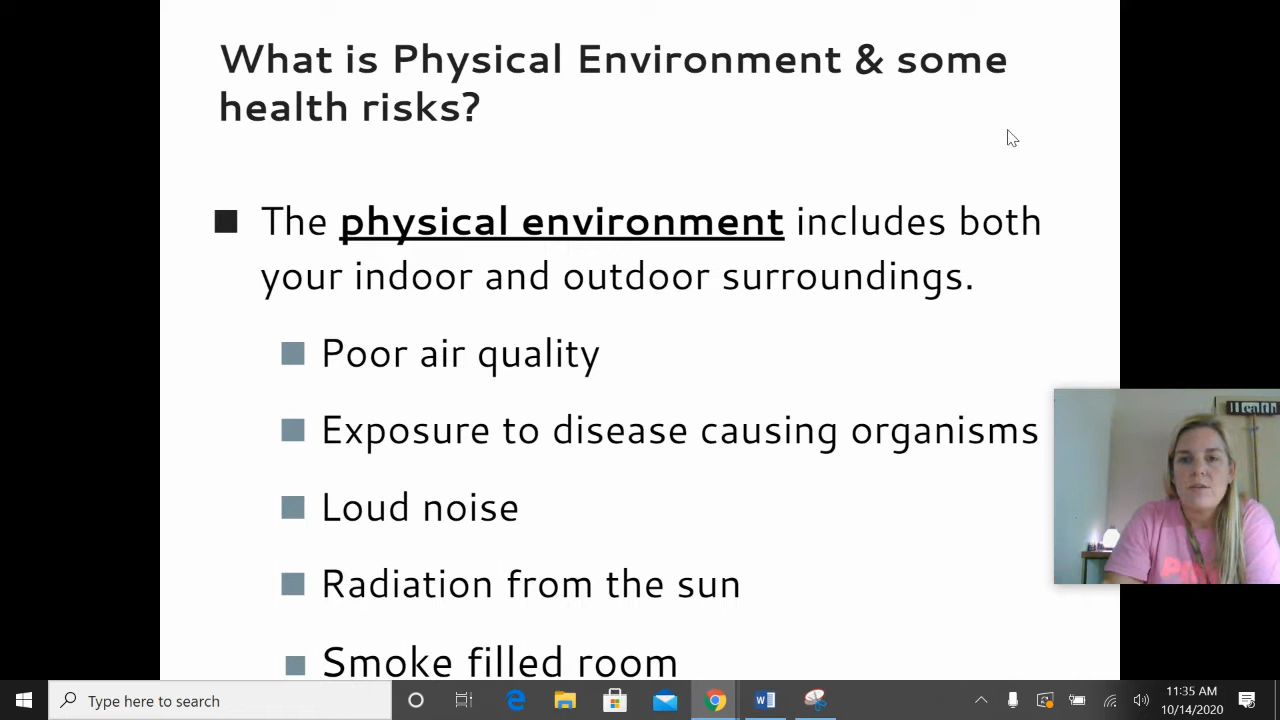 What is Physical Environment & some
health risks?
The physical environment includes both
your indoor and outdoor surroundings.
Poor air quality
Exposure to disease causing organisms
Loud noise
Radiation from the sun
Smoke filled room
Health
Type here to search
11:35 AM
10/14/2020